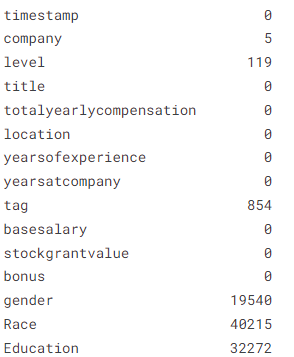 timestamp 0
company 5
level 119
title 0
totalyearlycompensation 0
location 0
yearsofexperience 0
yearsatcompany 0
tag 854
basesalary 0
stockgrantvalue 0
bonus 0
gender 19540
Race 40215
Education 32272